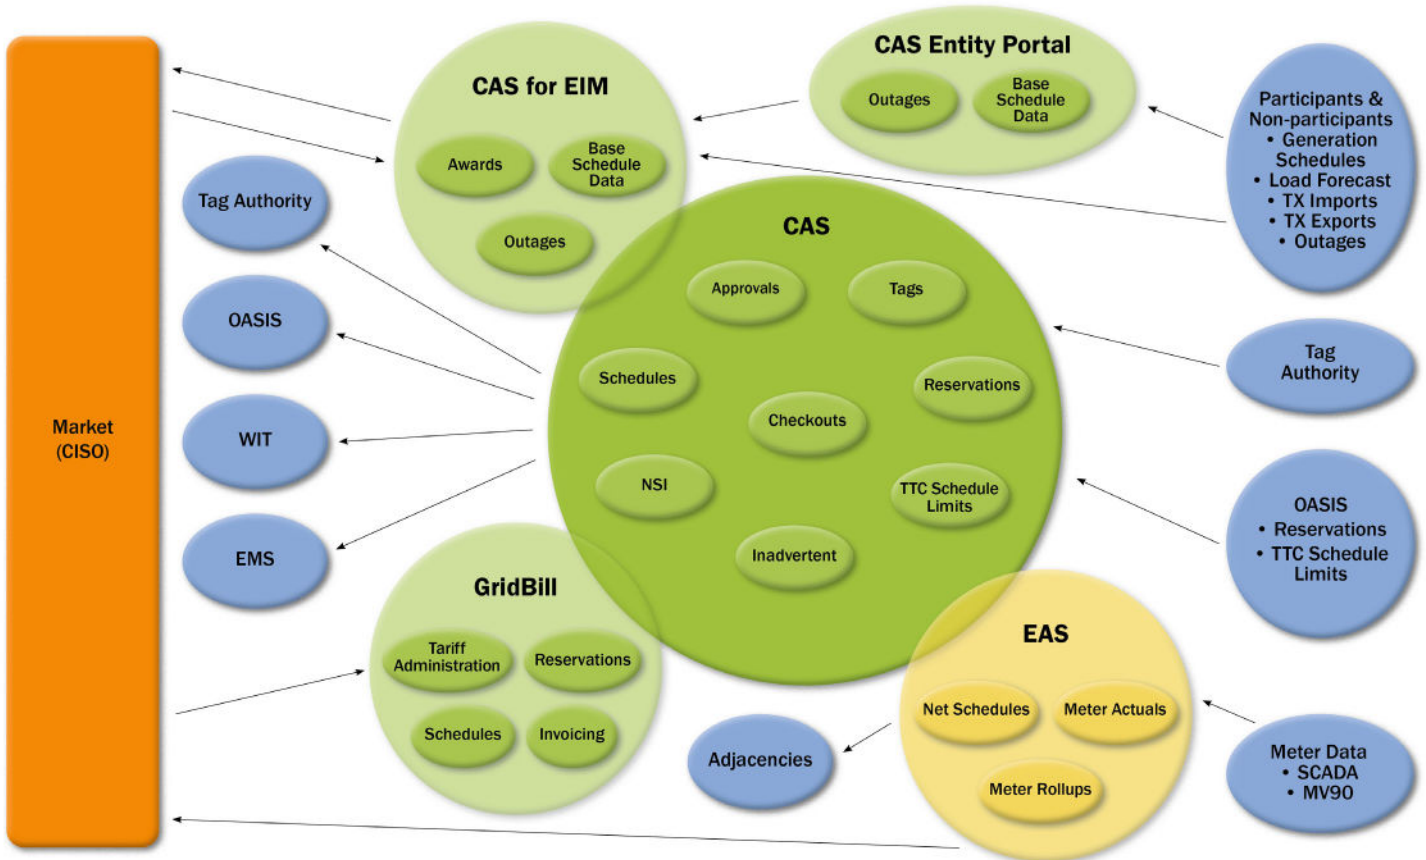 Market
(CISO)
Tag Authority
OASIS
WIT
EMS
CAS for EIM
Awards
Base
Schedule
Data
Outages
CAS Entity Portal
Outages
Base
Schedule
Data
Participants &
Non-participants
• Generation
Schedules
• Load Forecast
• TX Imports
• TX Exports
• Outages
CAS
Approvals
Tags
Schedules
Reservations
Checkouts
NSI
TTC Schedule
Limits
Inadvertent
Tag
Authority
OASIS
• Reservations
• TTC Schedule
Limits
GridBill
Tariff
Administration
Reservations
Schedules
Invoicing
EAS
Net Schedules
Meter Actuals
Meter Rollups
Adjacencies
Meter Data
• SCADA
• MV90